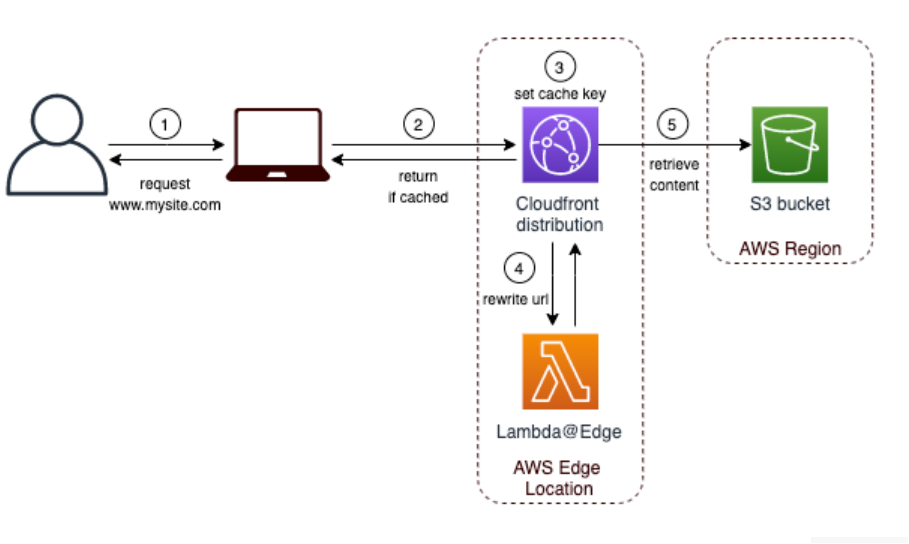 1
request
www.mysite.com
2
return
if cached
3
set cache key
Cloudfront
distribution
4
rewrite url
Lambda@Edge
AWS Edge
Location
5
retrieve
content
S3 bucket
AWS Region